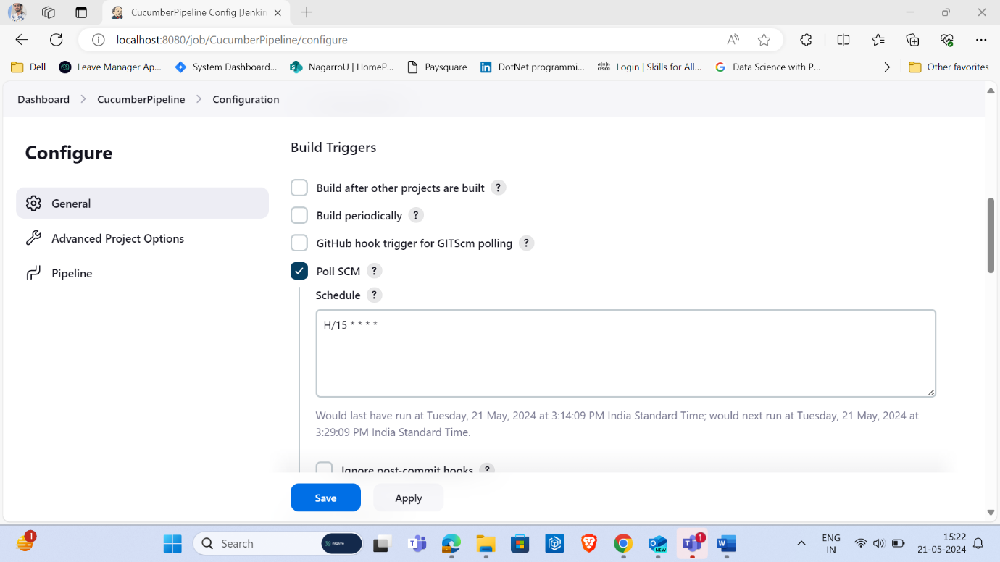 CucumberPipeline Config [Jenkin
localhost:8080/job/CucumberPipeline/configure
Dell
Leave Manager Ap...
System Dashboard...
NagarroU | HomeP...
Paysquare
DotNet programmi...
Login | Skills for All...
Data Science with P...
Other favorites
Dashboard > CucumberPipeline > Configuration
Configure
General
Advanced Project Options
Pipeline
Build Triggers
Build after other projects are built ?
Build periodically ?
GitHub hook trigger for GITScm polling ?
Poll SCM ?
Schedule ?
H/15 * * * *
Would last have run at Tuesday, 21 May, 2024 at 3:14:09 PM India Standard Time; would next run at Tuesday, 21 May, 2024 at
3:29:09 PM India Standard Time.
Ignore post-commit hooks ?
Save
Apply
1
Search
nagarro
NEW
1
ENG
IN
15:22
21-05-2024